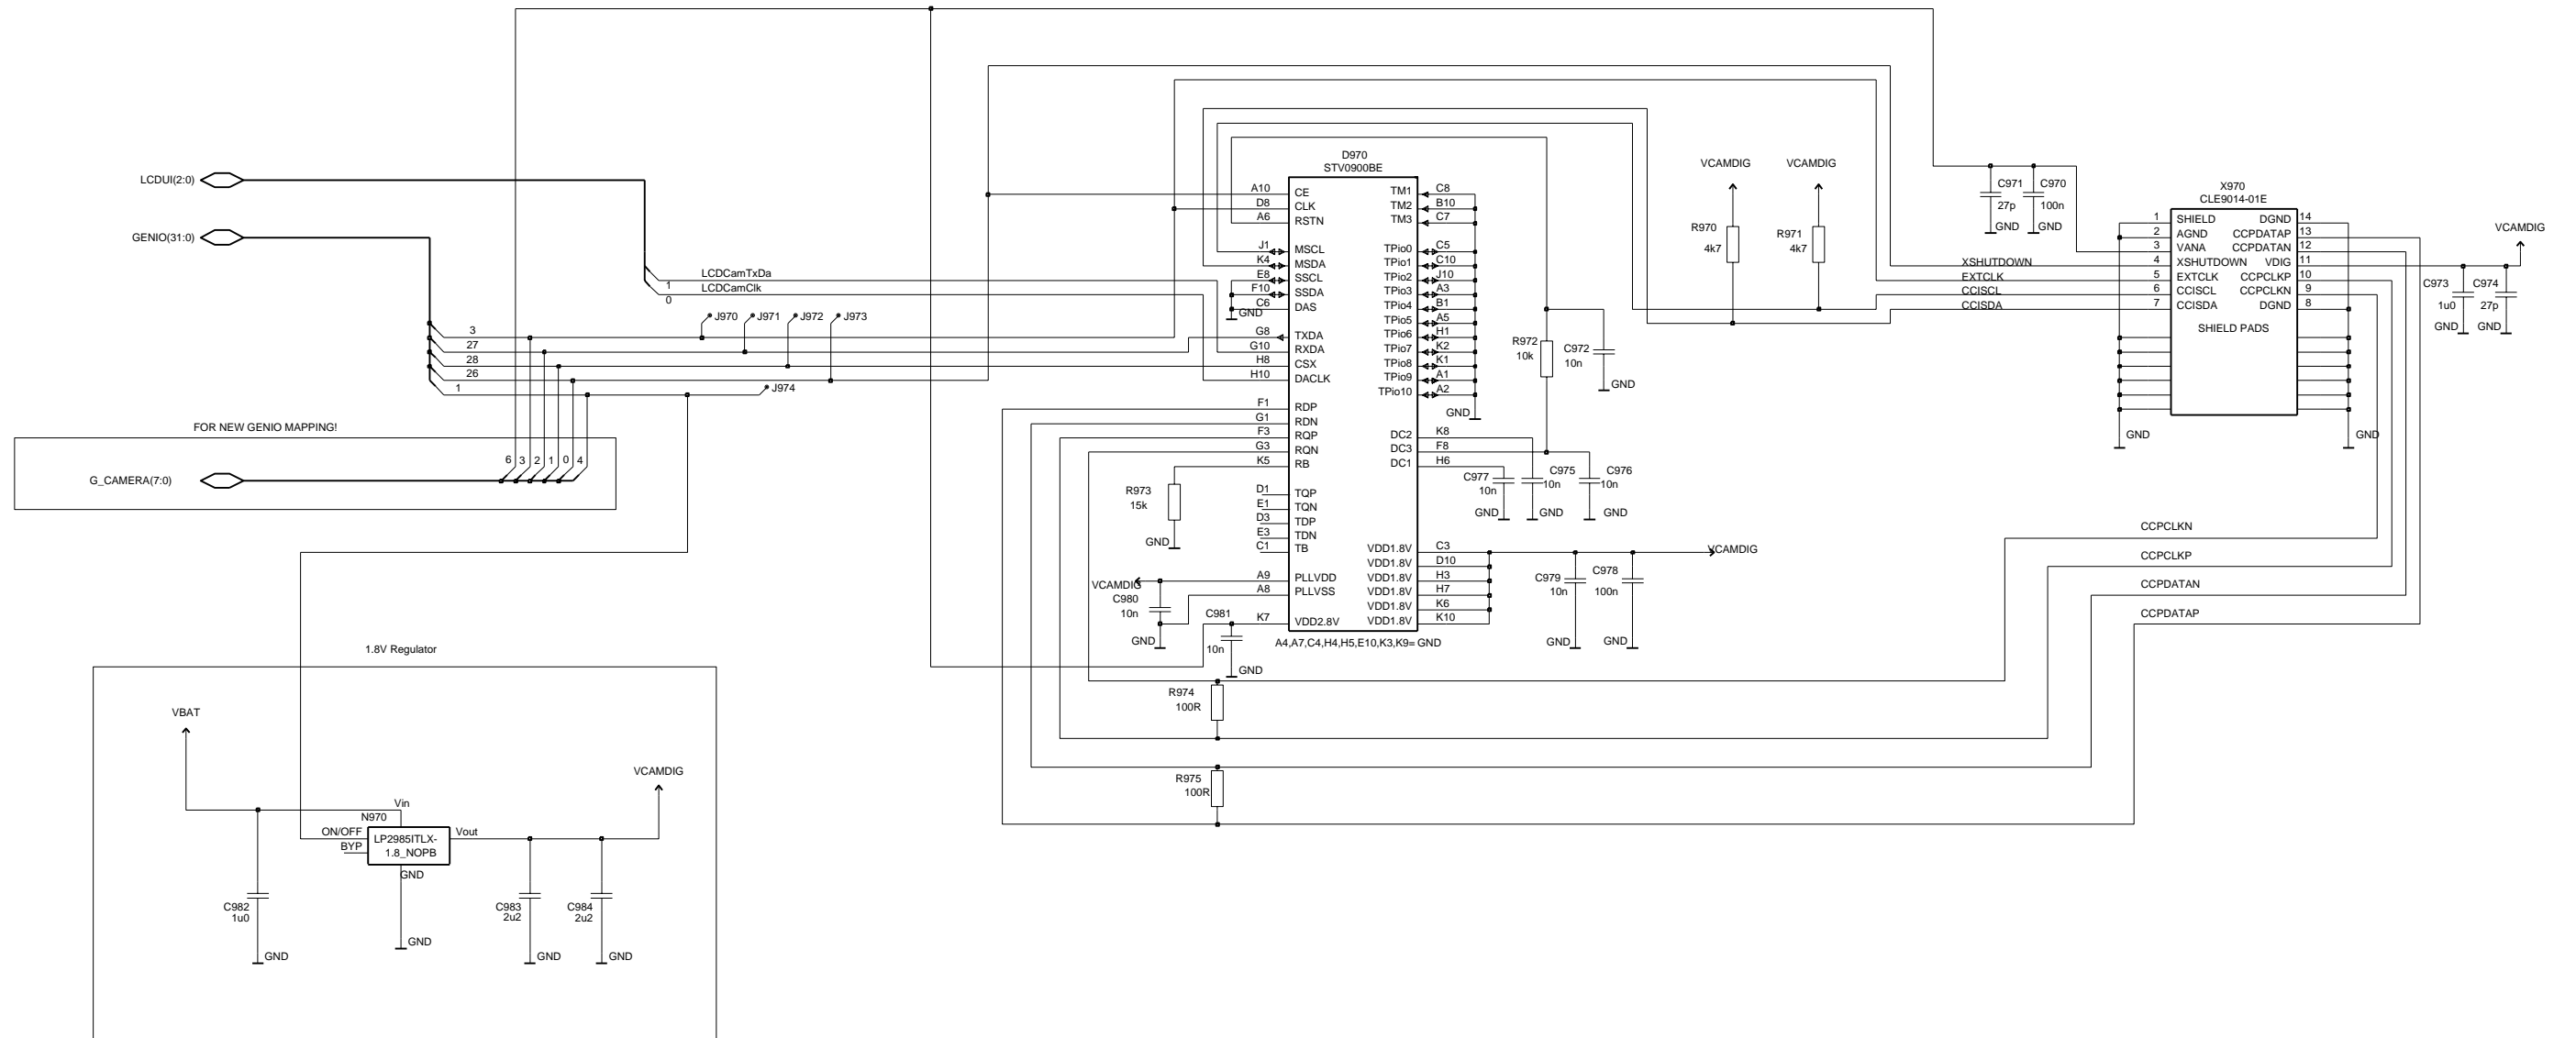 LCDUI(2:0)
GENIO(31:0)
LCDCamTxDa
1
LCDCamClk
0
J970
J971
J972
J973
3
27
28
26
1
J974
FOR NEW GENIO MAPPING!
6 3 2 1 0 4
G_CAMERA(7:0)
1.8V Regulator
VBAT
VCAMDIG
Vin
N970
ON/OFF
LP2985ITLX-
Vout
BYP
1.8_NOPB
GND
C982
1u0
GND
GND
C983
2u2
GND
C984
2u2
GND
D970
STV0900BE
A10 CE
D8 CLK
A6 RSTN
J1 MSCL
K4 MSDA
E8 SSCL
F10 SSDA
C6 DAS
GND
G8 TXDA
G10 RXDA
H8 CSX
H10 DACLK
F1 RDP
G1 RDN
F3 RQP
G3 RQN
K5 RB
D1 TQP
E1 TQN
D3 TDP
E3 TDN
C1 TB
A9 PLLVDD
A8 PLLVSS
K7 VDD2.8V
TM1 C8
TM2 B10
TM3 C7
TPio0 C5
TPio1 C10
TPio2 J10
TPio3 A3
TPio4 B1
TPio5 A5
TPio6 H1
TPio7 K2
TPio8 K1
TPio9 A1
TPio10 A2
GND
DC2 K8
DC3 F8
DC1 H6
VDD1.8V C3
VDD1.8V D10
VDD1.8V H3
VDD1.8V H7
VDD1.8V K6
VDD1.8V K10
A4,A7,C4,H4,H5,E10,K3,K9= GND
R973
15k
GND
VCAMDIG
C980
10n
GND
C981
10n
GND
R974
100R
R975
100R
R972
10k
C972
10n
GND
C977
10n
GND
C975
10n
GND
C976
10n
GND
VCAMDIG
C979
10n
GND
C978
100n
GND
VCAMDIG
R970
4k7
VCAMDIG
R971
4k7
C971
27p
GND
C970
100n
GND
XSHUTDOWN
EXTCLK
CCISCL
CCISDA
X970
CLE9014-01E
1 SHIELD
2 AGND
3 VANA
4 XSHUTDOWN
5 EXTCLK
6 CCISCL
7 CCISDA
DGND 14
CCPDATAP 13
CCPDATAN 12
VDIG 11
CCPCLKP 10
CCPCLKN 9
DGND 8
SHIELD PADS
GND
GND
VCAMDIG
C973
1u0
GND
C974
27p
GND
CCPCLKN
CCPCLKP
CCPDATAN
CCPDATAP